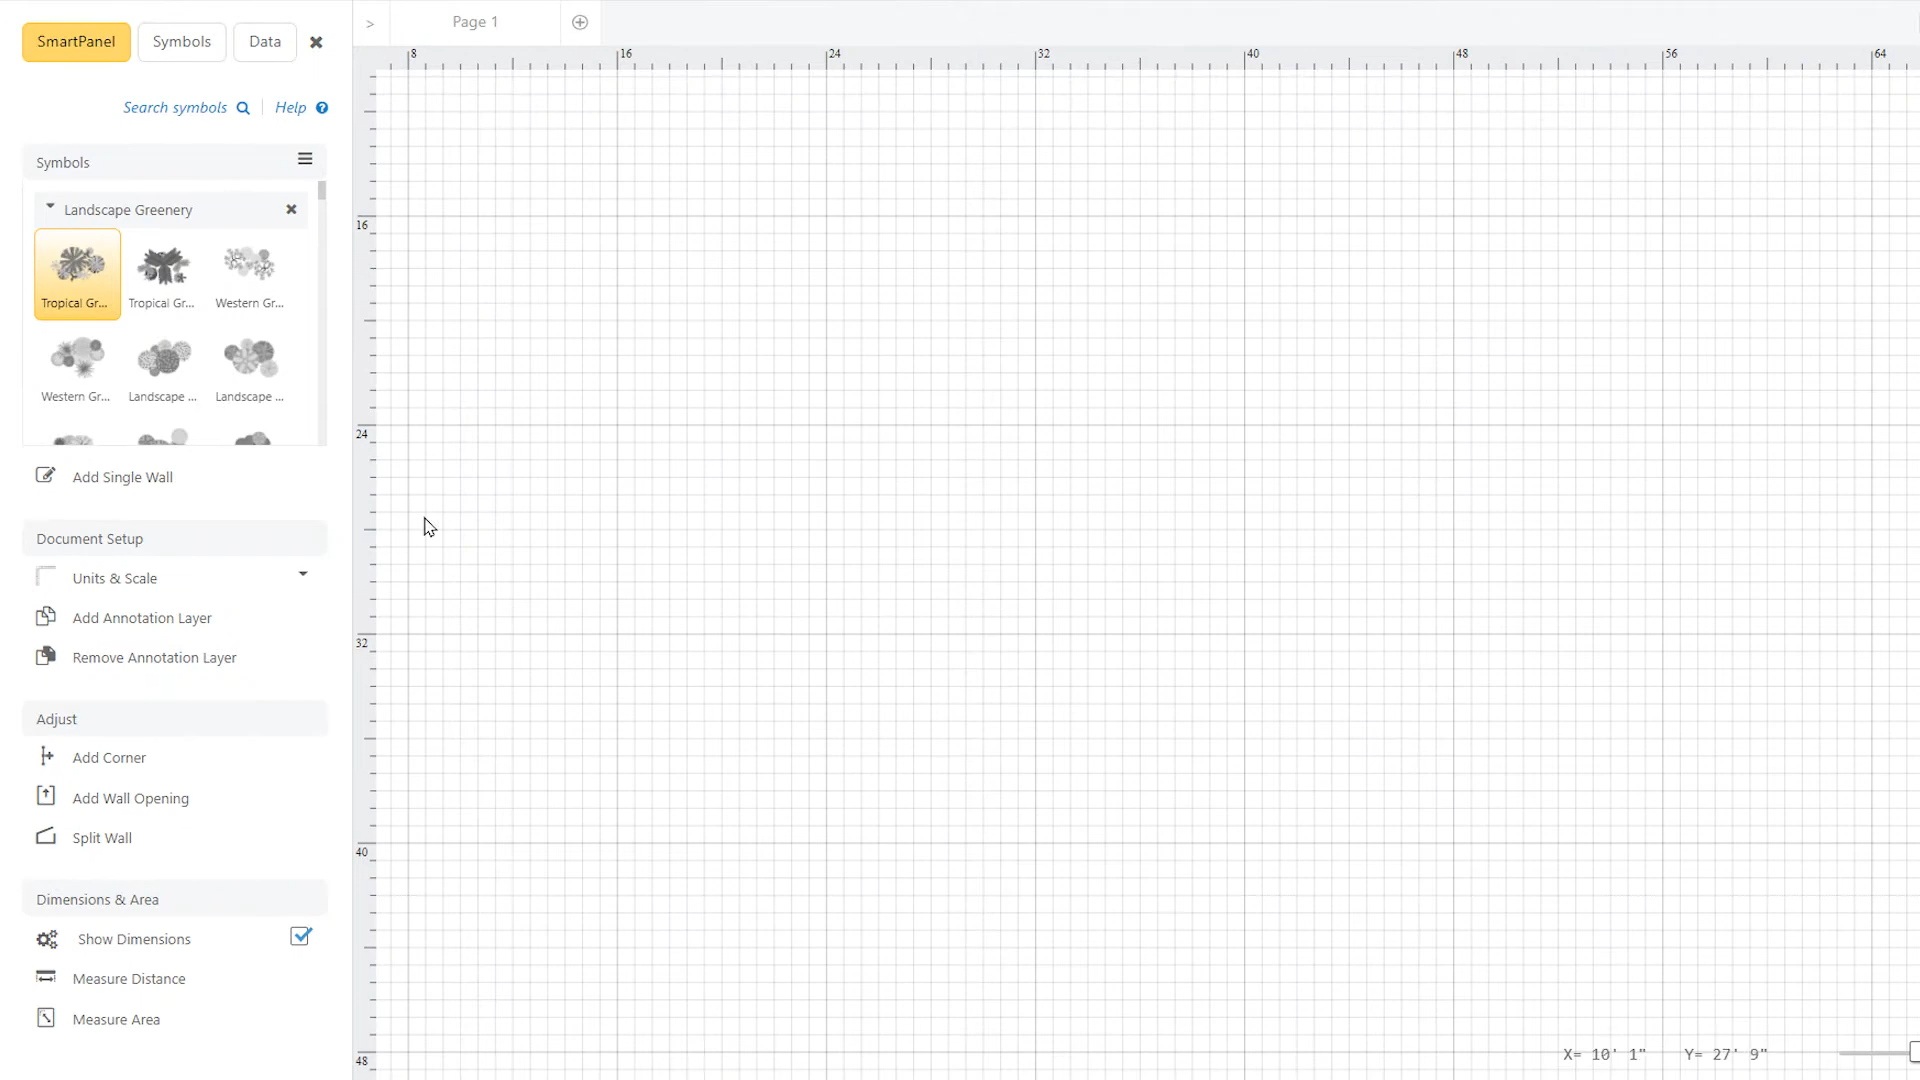 SmartPanel
Symbols
Data
> Page 1
Search symbols
Help
Symbols
Landscape Greenery
Tropical Gr...
Tropical Gr...
Western Gr...
Western Gr...
Landscape ...
Landscape ...
Add Single Wall
Document Setup
Units & Scale
Add Annotation Layer
Remove Annotation Layer
Adjust
Add Corner
Add Wall Opening
Split Wall
Dimensions & Area
Show Dimensions
Measure Distance
Measure Area
8 16 24 32 40 48 56 64
16
24
32
40
48
X= 10' 1" Y= 27' 9"